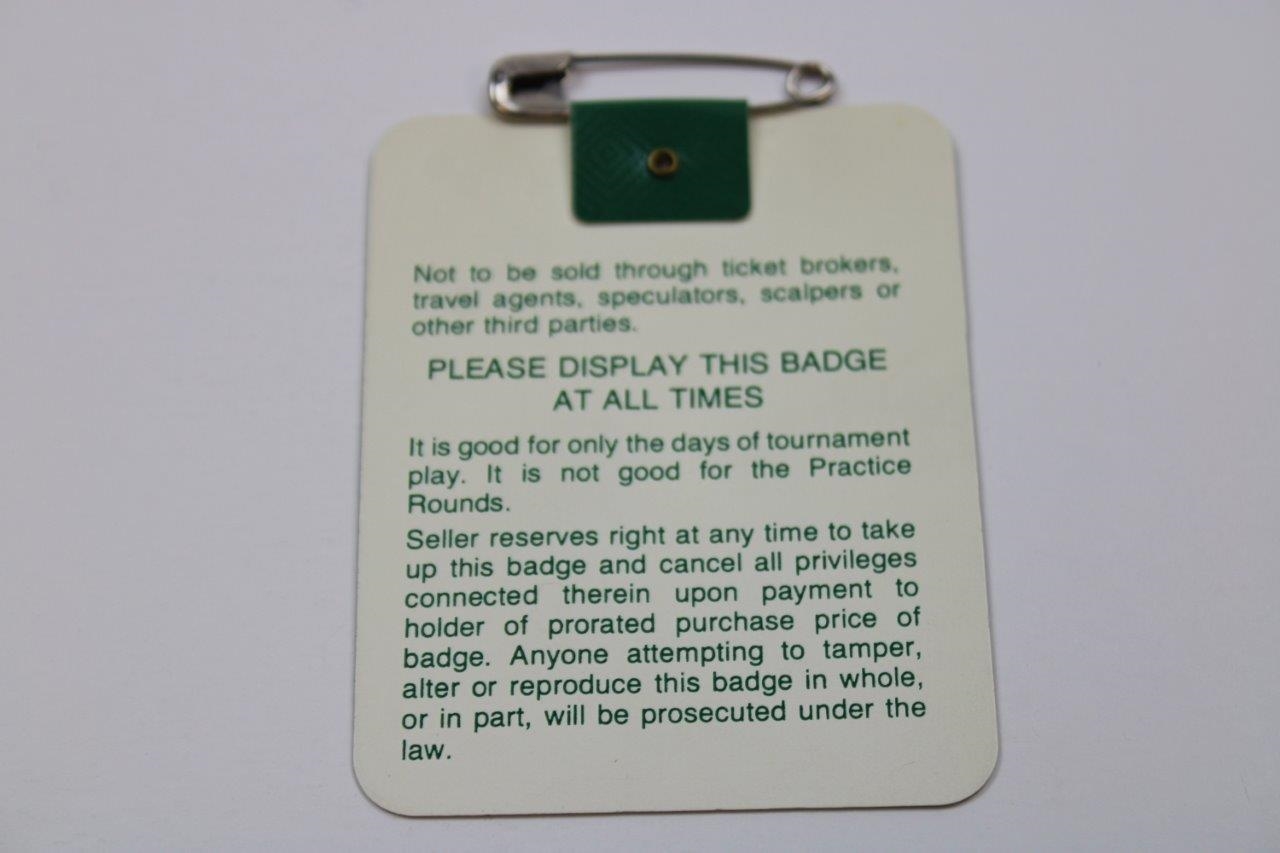 Not to be sold through ticket brokers,
travel agents, speculators, scalpers or
other third parties.
PLEASE DISPLAY THIS BADGE
AT ALL TIMES
It is good for only the days of tournament
play. It is not good for the Practice
Rounds.
Seller reserves right at any time to take
up this badge and cancel all privileges
connected therein upon payment to
holder of prorated purchase price of
badge. Anyone attempting to tamper,
alter or reproduce this badge in whole,
or in part, will be prosecuted under the
law.